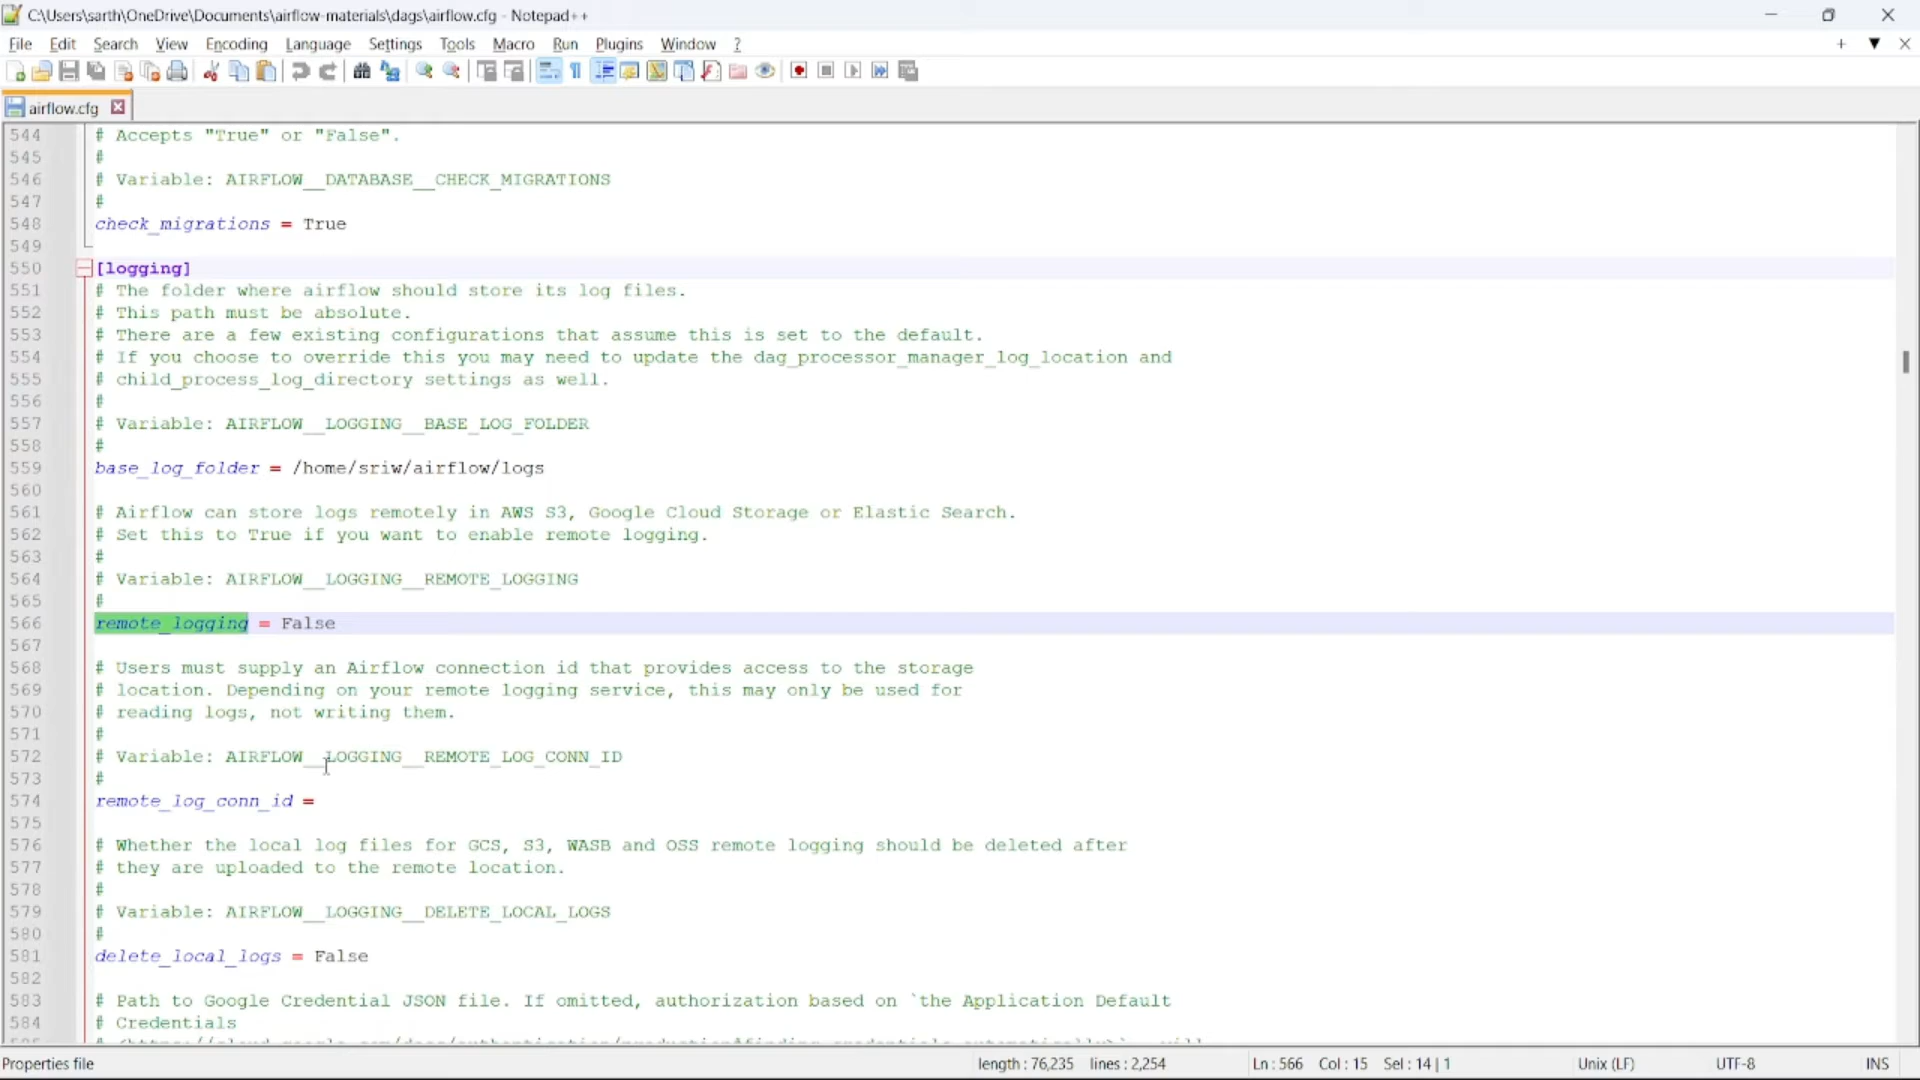 C:\Users\sarth\OneDrive\Documents\airflow-materials\dags\airflow.cfg - Notepad++
File Edit Search View Encoding Language Settings Tools Macro Run Plugins Window ?
airflow.cfg
544 # Accepts "True" or "False".
545 #
546 # Variable: AIRFLOW__DATABASE__CHECK_MIGRATIONS
547 #
548 check_migrations = True
549
550 [logging]
551 # The folder where airflow should store its log files.
552 # This path must be absolute.
553 # There are a few existing configurations that assume this is set to the default.
554 # If you choose to override this you may need to update the dag_processor_manager_log_location and
555 # child_process_log_directory settings as well.
556 #
557 # Variable: AIRFLOW__LOGGING__BASE_LOG_FOLDER
558 #
559 base_log_folder = /home/sriw/airflow/logs
560
561 # Airflow can store logs remotely in AWS S3, Google Cloud Storage or Elastic Search.
562 # Set this to True if you want to enable remote logging.
563 #
564 # Variable: AIRFLOW__LOGGING__REMOTE_LOGGING
565 #
566 remote_logging = False
567
568 # Users must supply an Airflow connection id that provides access to the storage
569 # location. Depending on your remote logging service, this may only be used for
570 # reading logs, not writing them.
571 #
572 # Variable: AIRFLOW__LOGGING__REMOTE_LOG_CONN_ID
573 #
574 remote_log_conn_id =
575
576 # Whether the local log files for GCS, S3, WASB and OSS remote logging should be deleted after
577 # they are uploaded to the remote location.
578 #
579 # Variable: AIRFLOW__LOGGING__DELETE_LOCAL_LOGS
580 #
581 delete_local_logs = False
582
583 # Path to Google Credential JSON file. If omitted, authorization based on `the Application Default
584 # Credentials
Properties file length : 76,235 lines : 2,254 Ln : 566 Col : 15 Sel : 14 | 1 Unix (LF) UTF-8 INS